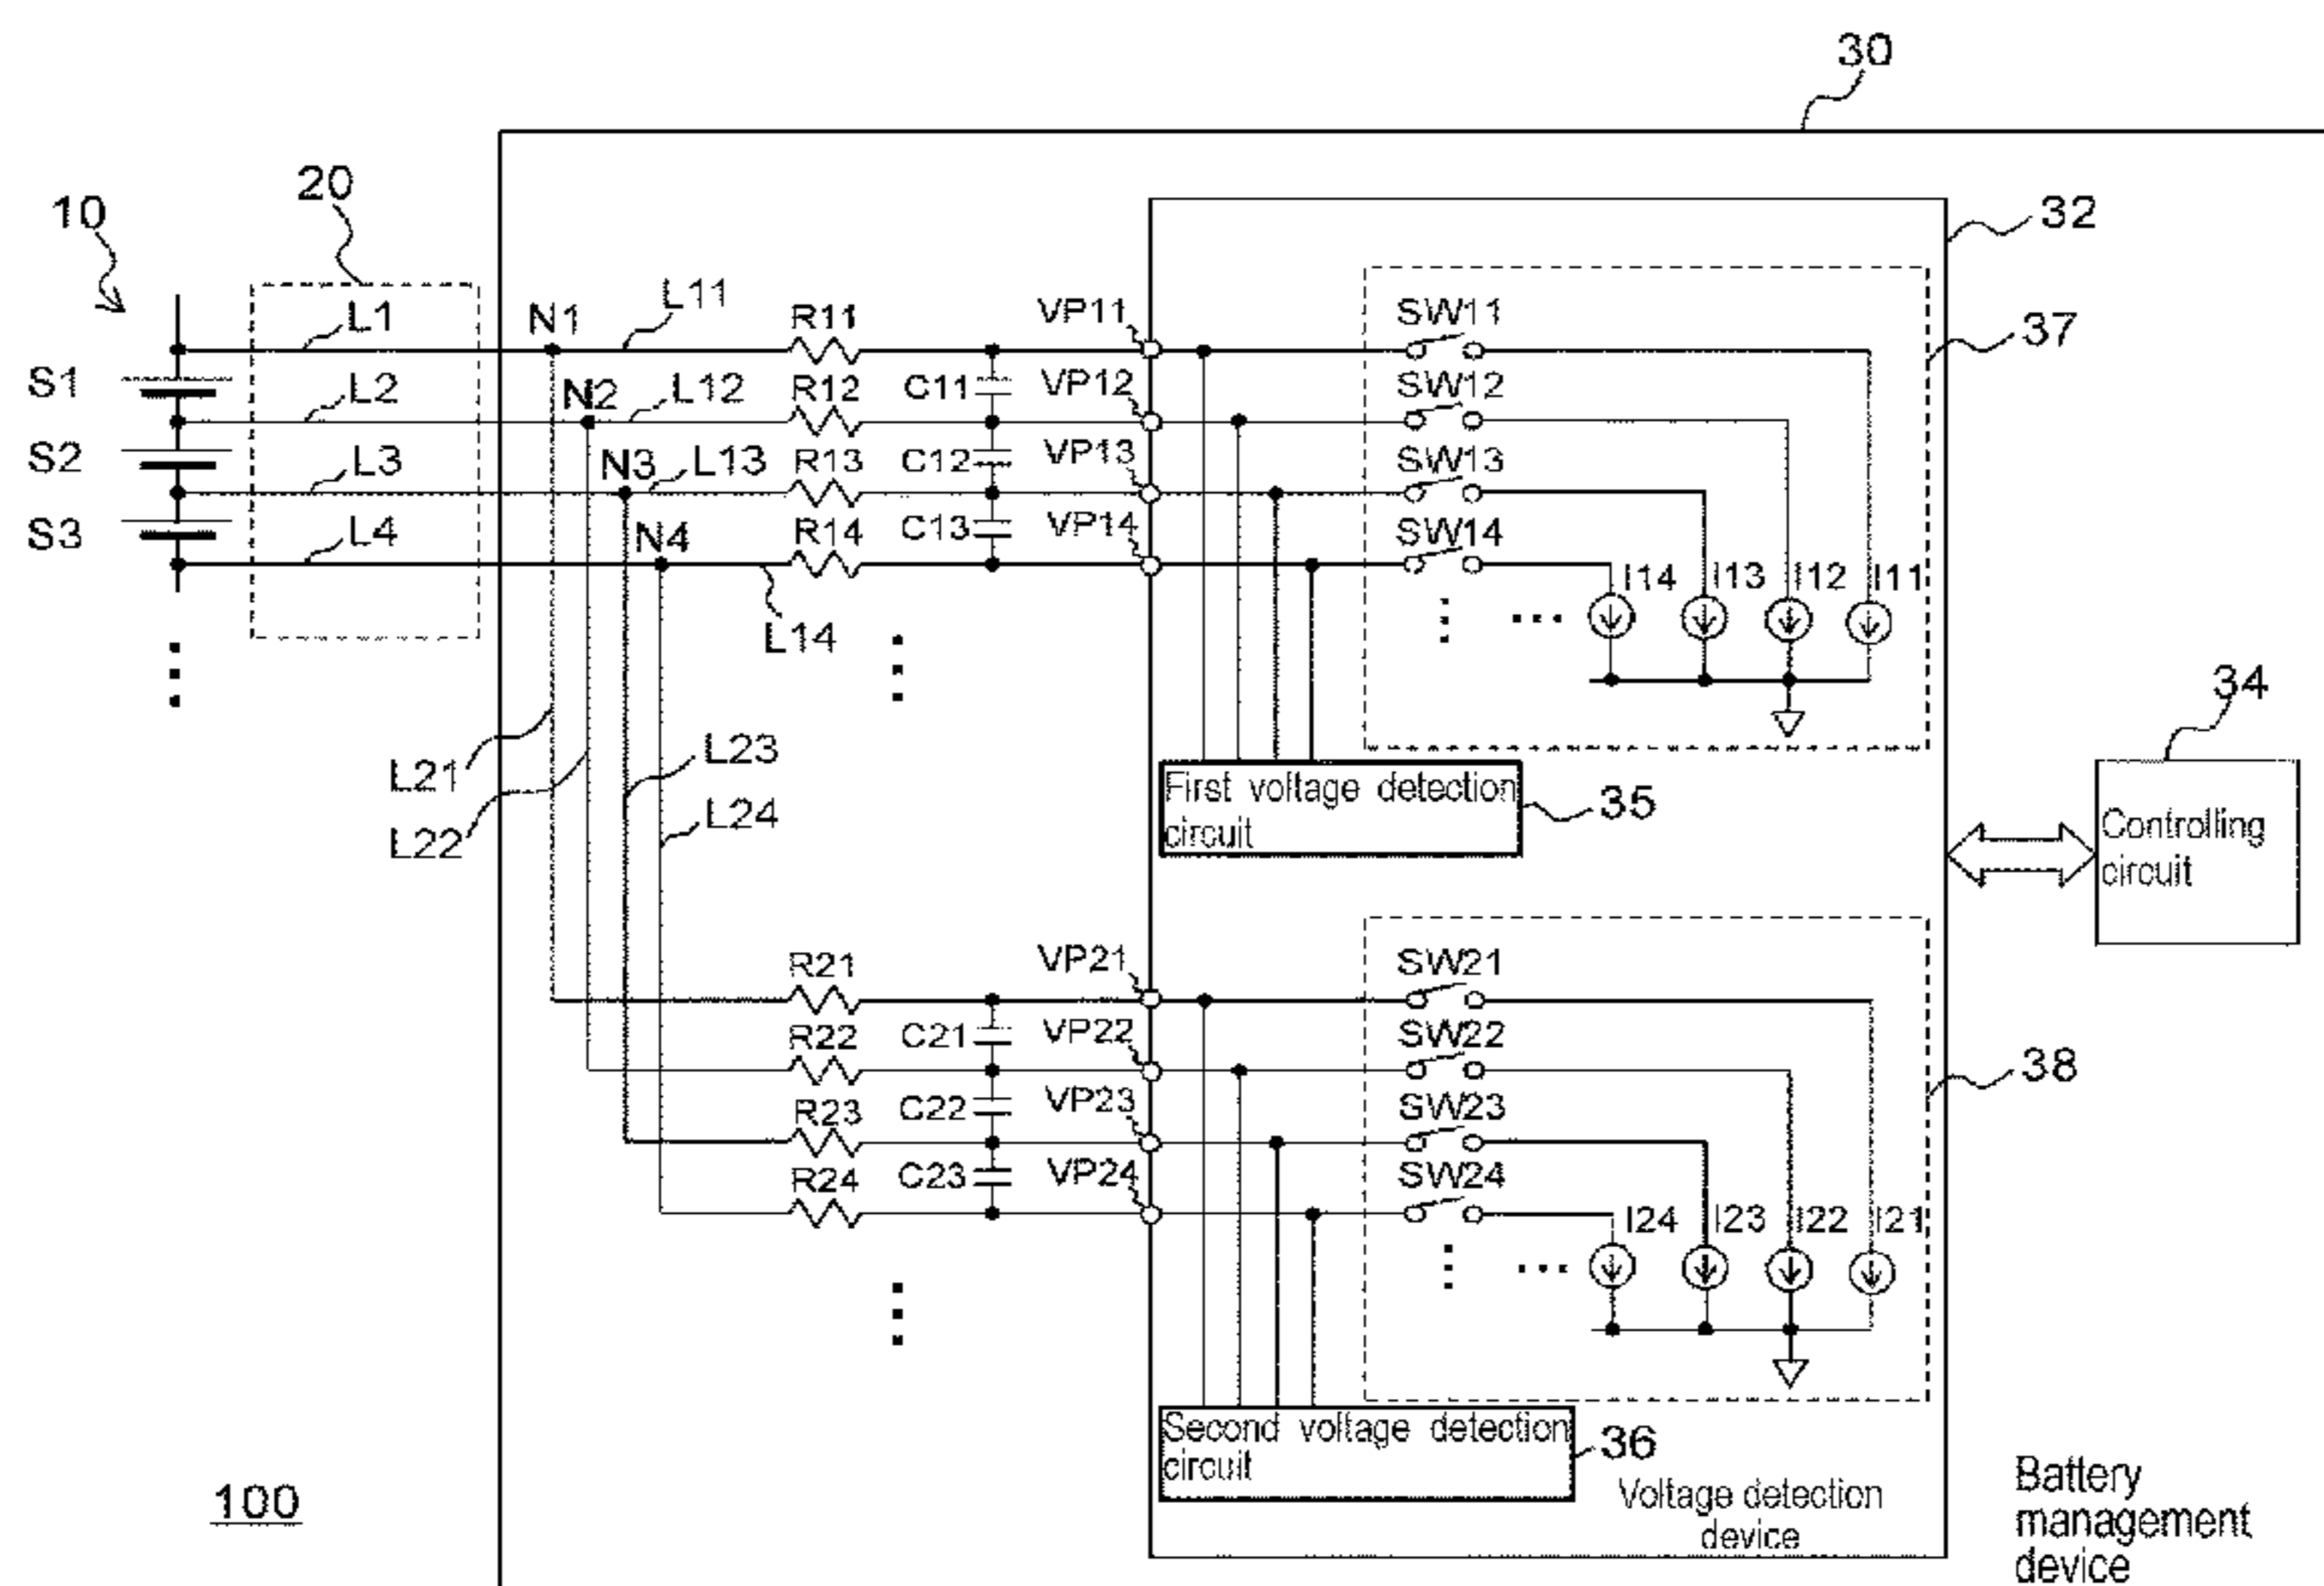 30
20
10
32
L1
N1
L11
R11
VP11
SW11
37
S1
L2
N2
L12
R12
C11
VP12
SW12
S2
L3
N3
L13
R13
C12
VP13
SW13
S3
L4
N4
R14
C13
VP14
SW14
I14
I13
I12
I11
L14
34
L21
L23
L22
L24
First voltage detection
circuit
35
Controlling
circuit
R21
VP21
SW21
R22
C21
VP22
SW22
38
R23
C22
VP23
SW23
R24
C23
VP24
SW24
I24
I23
I22
I21
Second voltage detection
circuit
36
Voltage detection
device
100
Battery
management
device